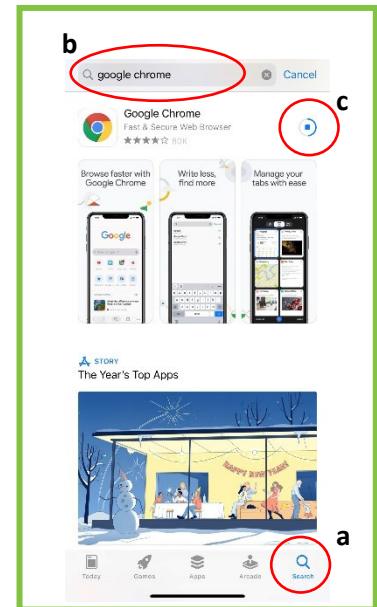 b
google chrome
Cancel
c
Google Chrome
Fast & Secure Web Browser
80K
Browse faster with
Google Chrome
Write less,
find more
Manage your
tabs with ease
Google
STORY
The Year's Top Apps
HAPPY NEW YEAR!
a
Today
Games
Apps
Arcade
Search